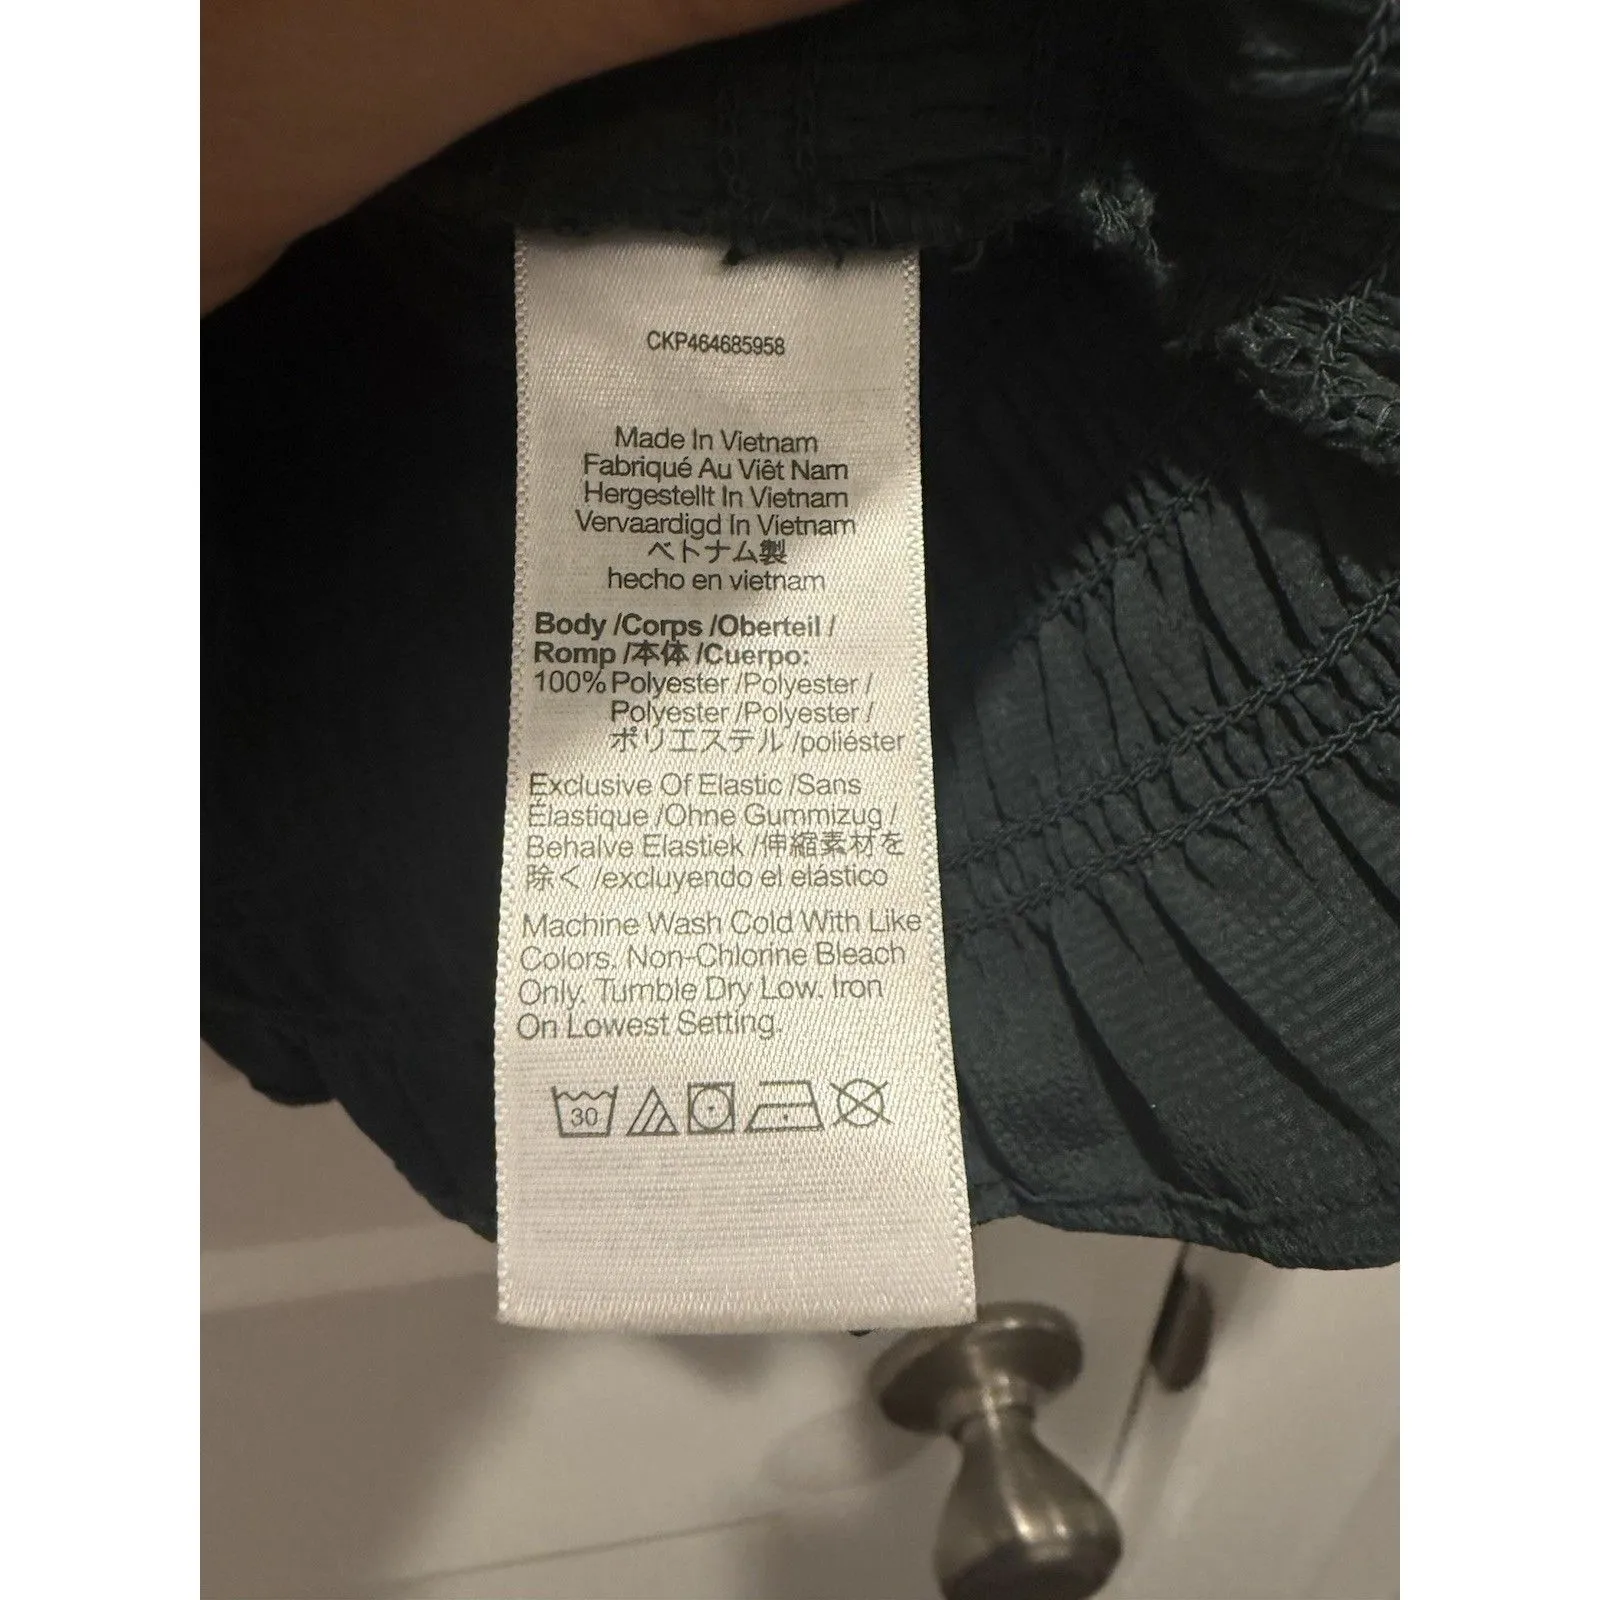 CKP464685958
Made In Vietnam
Fabriqué Au Viêt Nam
Hergestellt In Vietnam
Vervaardigd In Vietnam
ベトナム製
hecho en vietnam
Body /Corps /Oberteil /
Romp /本体 /Cuerpo:
100% Polyester /Polyester /
Polyester /Polyester /
ポリエステル /poliéster
Exclusive Of Elastic /Sans
Élastique /Ohne Gummizug /
Behalve Elastiek /伸縮素材を
除く /excluyendo el elástico
Machine Wash Cold With Like
Colors. Non-Chlorine Bleach
Only. Tumble Dry Low. Iron
On Lowest Setting.
30